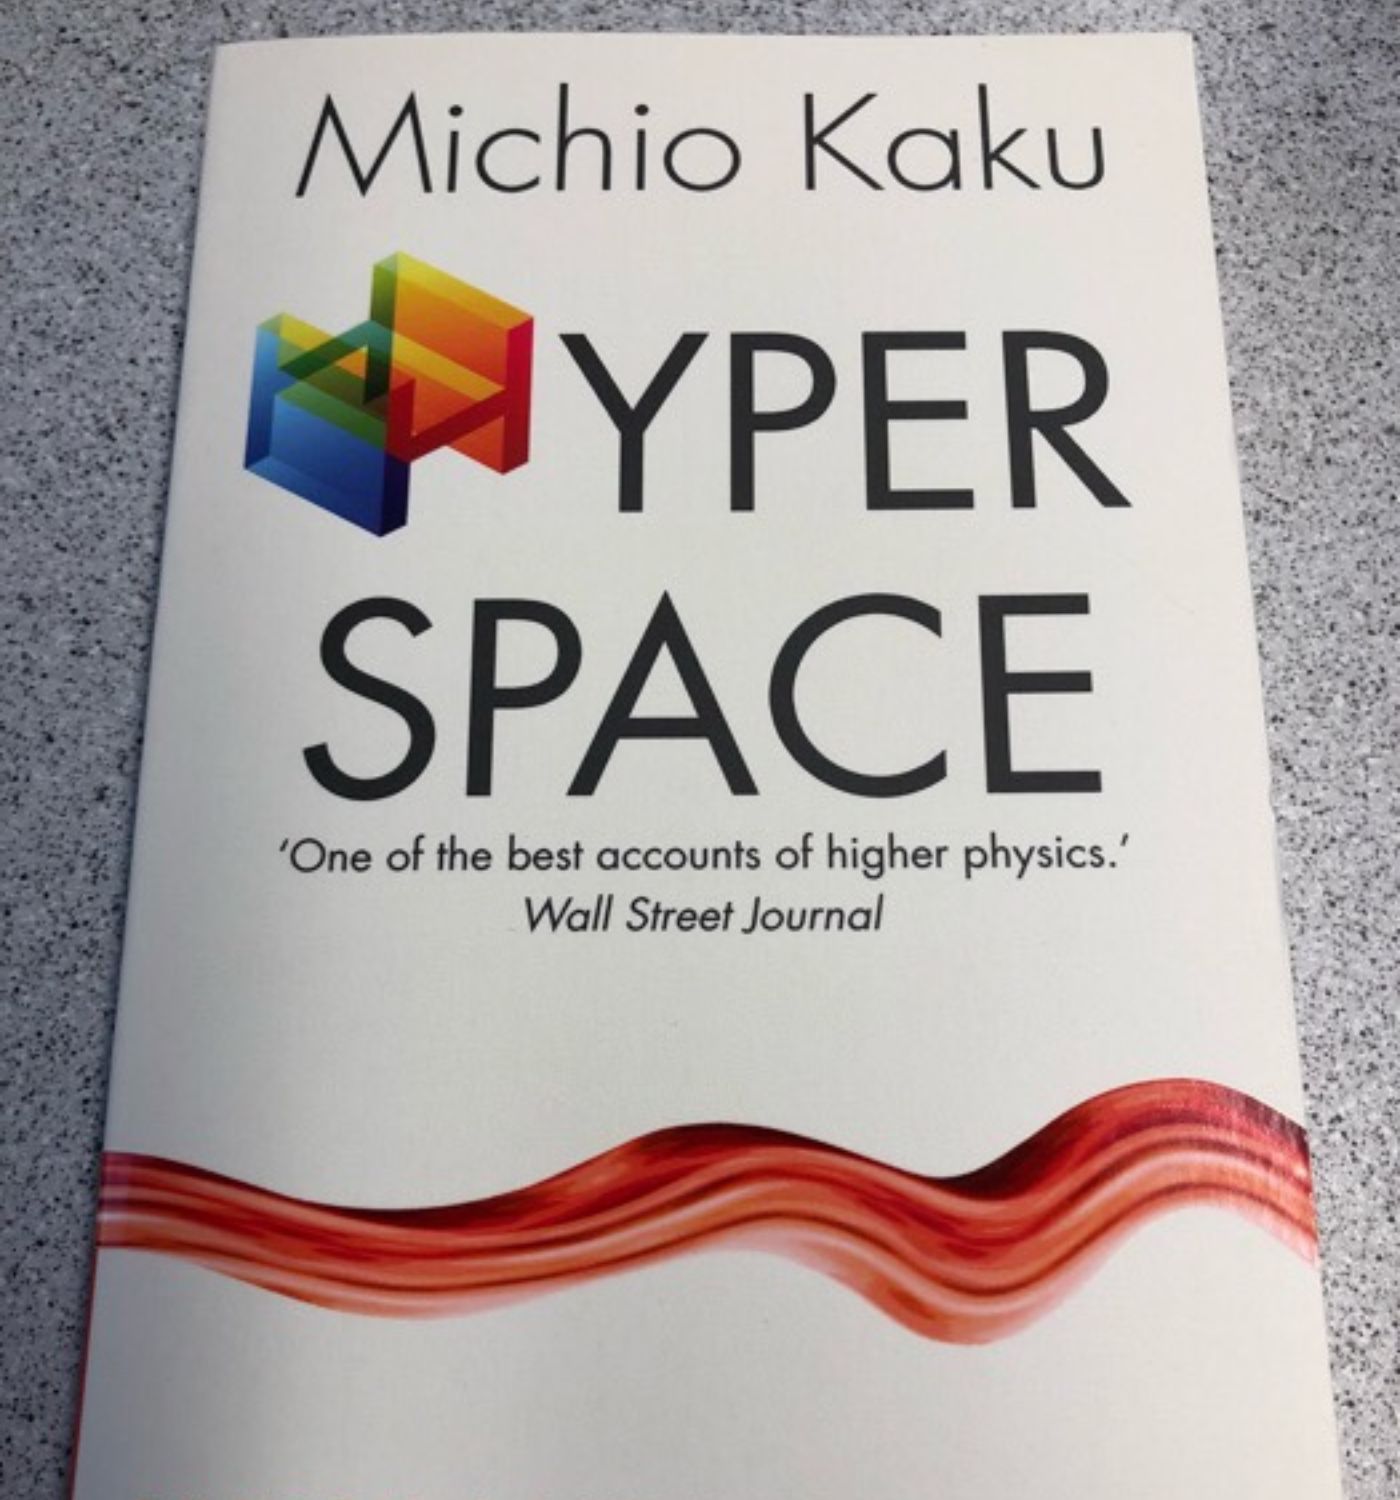 Michio Kaku
HYPER
SPACE
‘One of the best accounts of higher physics.’
Wall Street Journal